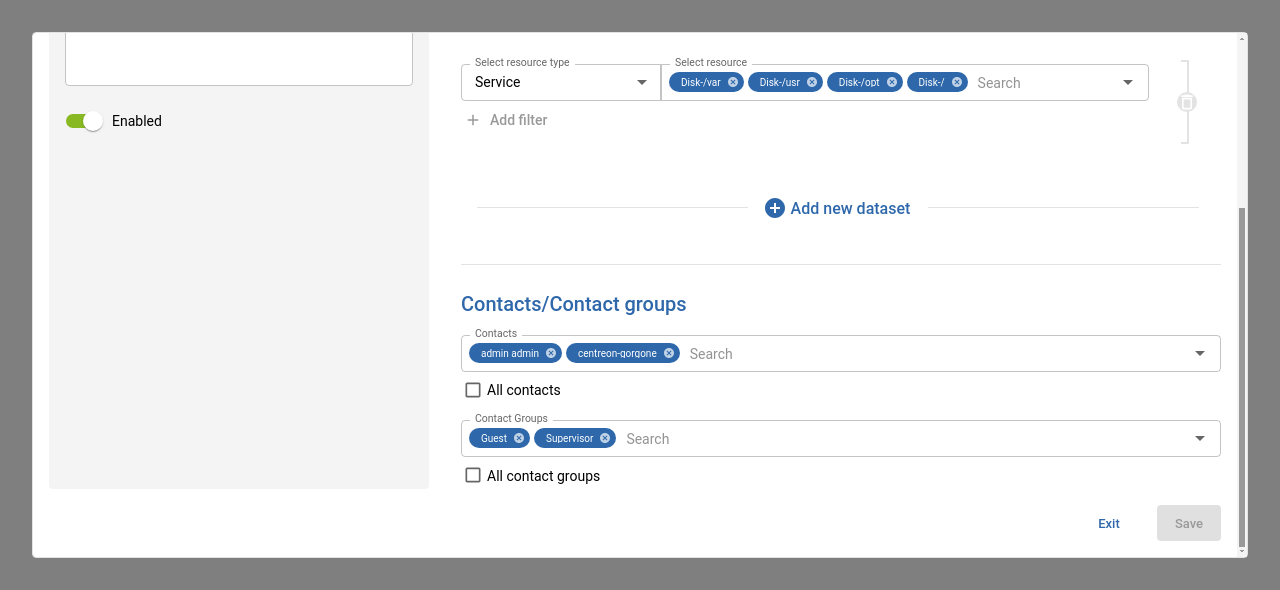 Select resource type
Select resource
Service
Disk-/var Disk-/usr Disk-/opt Disk-/ Search
Add filter
Enabled
Add new dataset
Contacts/Contact groups
Contacts
admin admin centreon-gorgone Search
All contacts
Contact Groups
Guest Supervisor Search
All contact groups
Exit Save